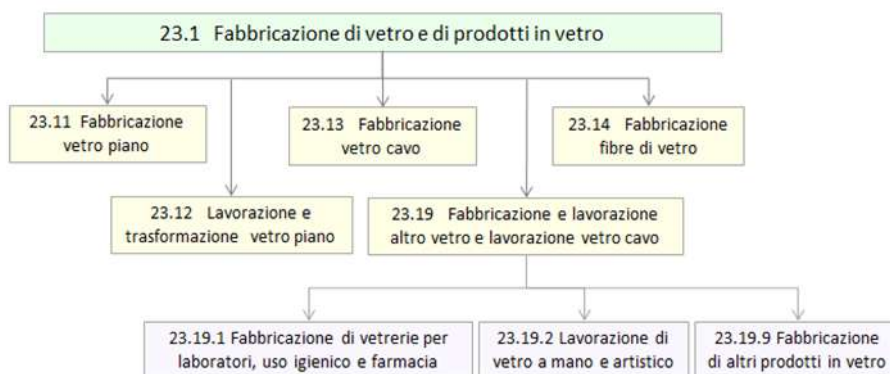 23.1 Fabbricazione di vetro e di prodotti in vetro
23.11 Fabbricazione
vetro piano
23.13 Fabbricazione
vetro cavo
23.14 Fabbricazione
fibre di vetro
23.12 Lavorazione e
trasformazione vetro piano
23.19 Fabbricazione e lavorazione
altro vetro e lavorazione vetro cavo
23.19.1 Fabbricazione di vetrerie per
laboratori, uso igienico e farmacia
23.19.2 Lavorazione di
vetro a mano e artistico
23.19.9 Fabbricazione
di altri prodotti in vetro